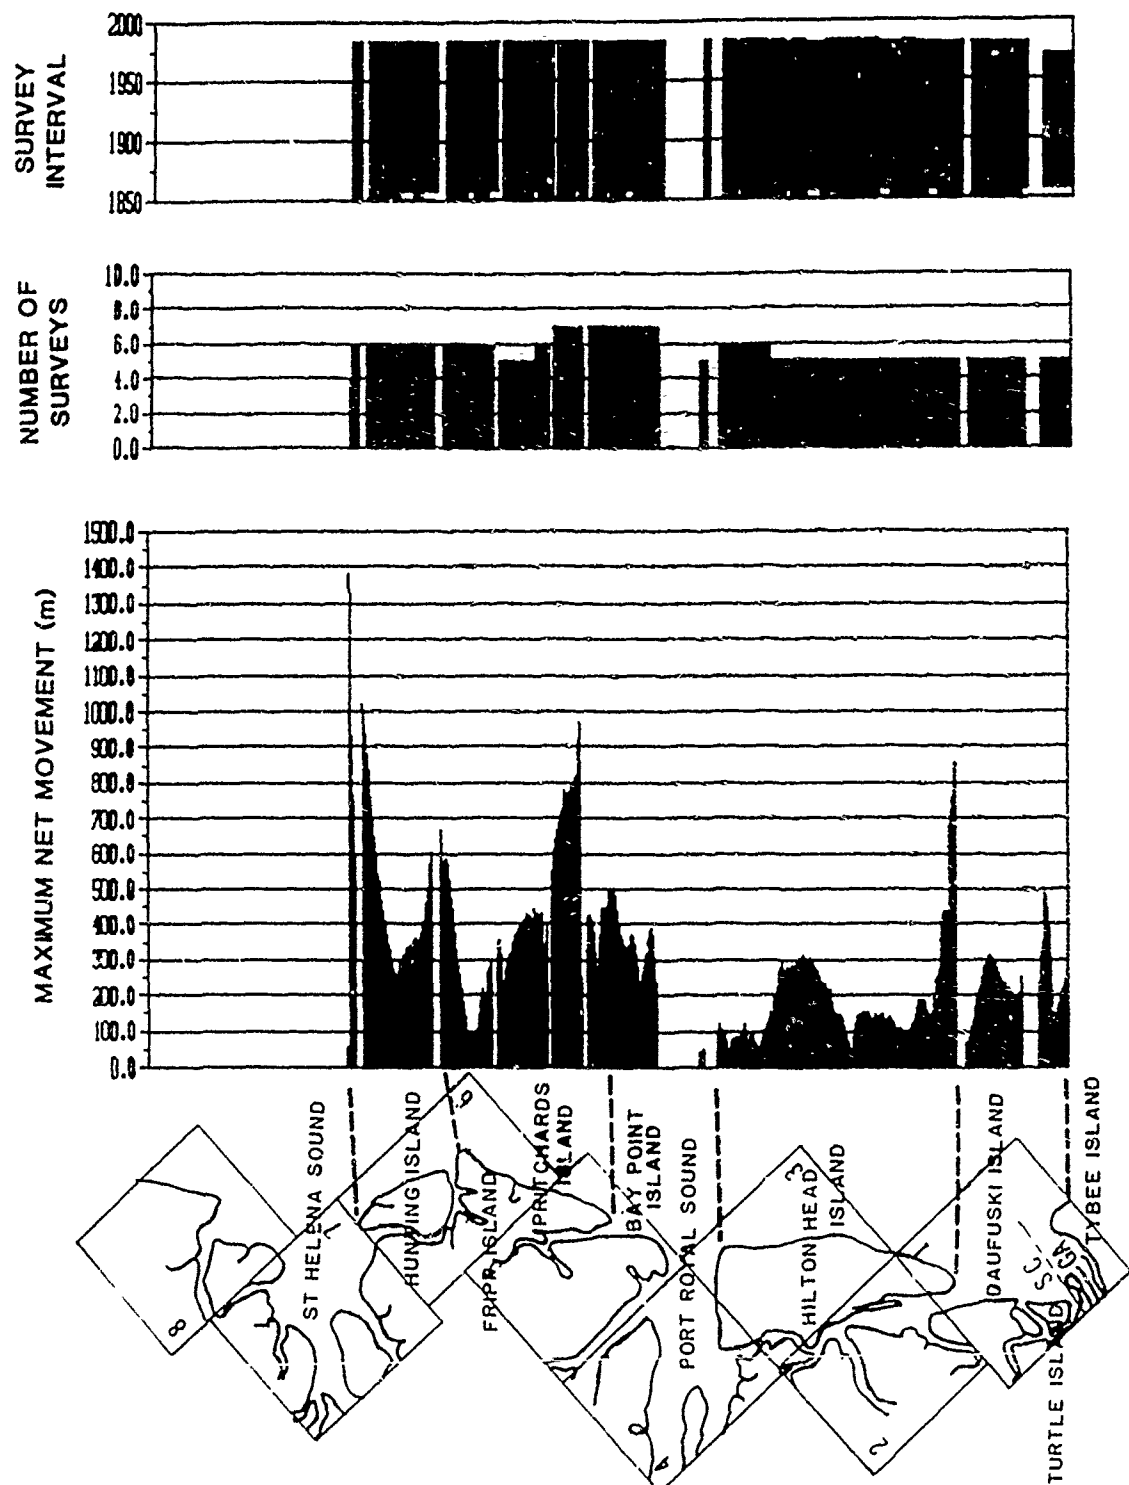 SURVEY
INTERVAL
2000
1950
1900
1850
NUMBER OF
SURVEYS
10.0
8.0
6.0
4.0
2.0
0.0
MAXIMUM NET MOVEMENT (m)
1500.0
1400.0
1300.0
1200.0
1100.0
1000.0
900.0
800.0
700.0
600.0
500.0
400.0
300.0
200.0
100.0
0.0
ST HELENA SOUND
HUNTING ISLAND
FRIPP ISLAND
PRITCHARDS
ISLAND
BAY POINT
ISLAND
PORT ROYAL SOUND
HILTON HEAD
ISLAND
DAUFUSKI ISLAND
S.C.
GA
TURTLE ISLAND
TYBEE ISLAND
8
7
6
4
3
2